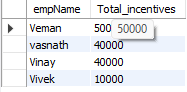 empName Total_incentives
Veman 500 50000
vasnath 40000
Vinay 40000
Vivek 10000